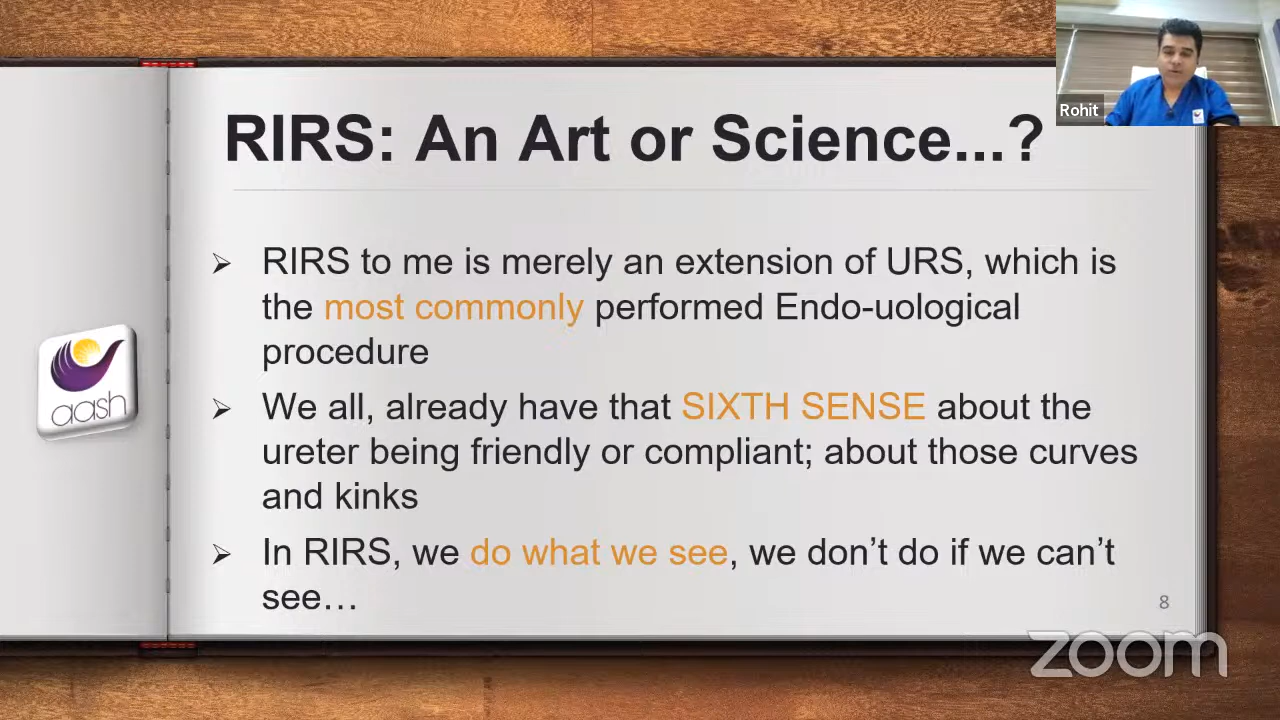 Rohit
RIRS: An Art or Science...?
➢ RIRS to me is merely an extension of URS, which is
the most commonly performed Endo-uological
procedure
➢ We all, already have that SIXTH SENSE about the
ureter being friendly or compliant; about those curves
and kinks
➢ In RIRS, we do what we see, we don’t do if we can’t
see…
aash
8
zoom